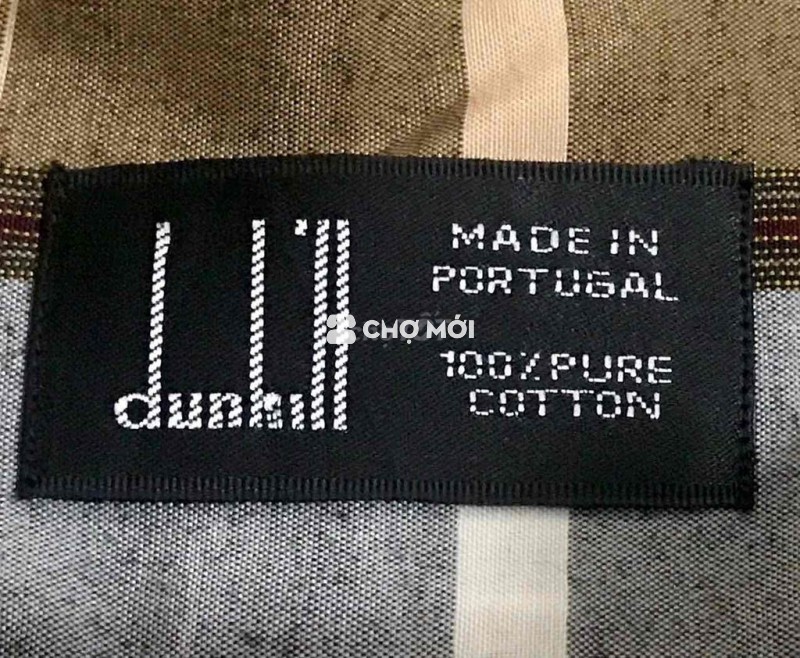 dunhill
MADE IN
PORTUGAL
CHỢ MỚI
100% PURE
COTTON